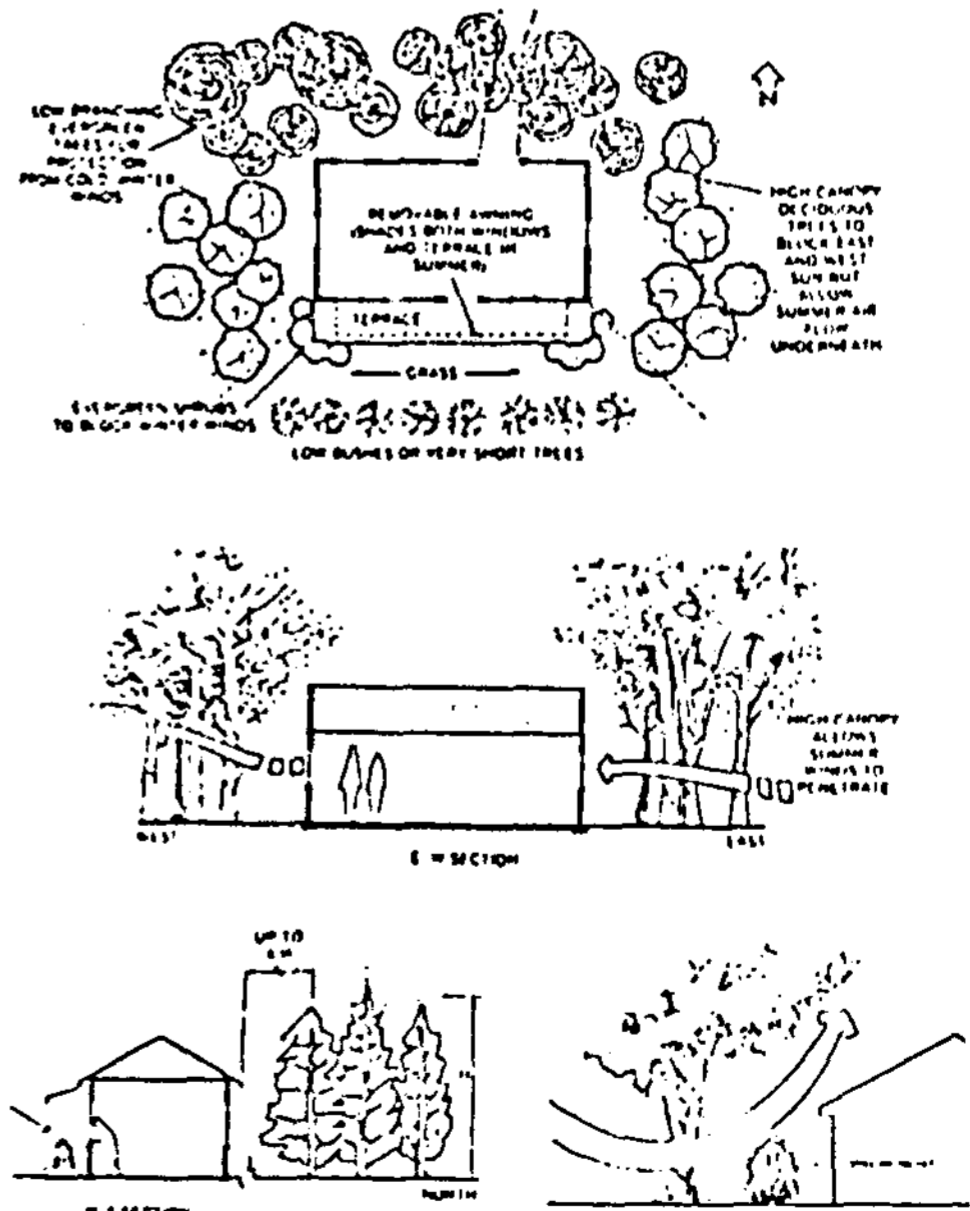 N
LOW BRANCHING
EVERGREEN
TREES FOR
PROTECTION
FROM COLD WINTER
WINDS
REMOVABLE AWNING
(SHADES BOTH WINDOWS
AND TERRACE IN
SUMMER)
HIGH CANOPY
DECIDUOUS
TREES TO
BLOCK EAST
AND WEST
SUN BUT
ALLOW
SUMMER AIR
FLOW
UNDERNEATH
TERRACE
GRASS
EVERGREEN SHRUBS
TO BLOCK WINTER WINDS
LOW BUSHES OR VERY SHORT TREES
HIGH CANOPY
ALLOWS
SUMMER
WINDS TO
PENETRATE
WEST
EAST
E W SECTION
UP TO
H
NORTH